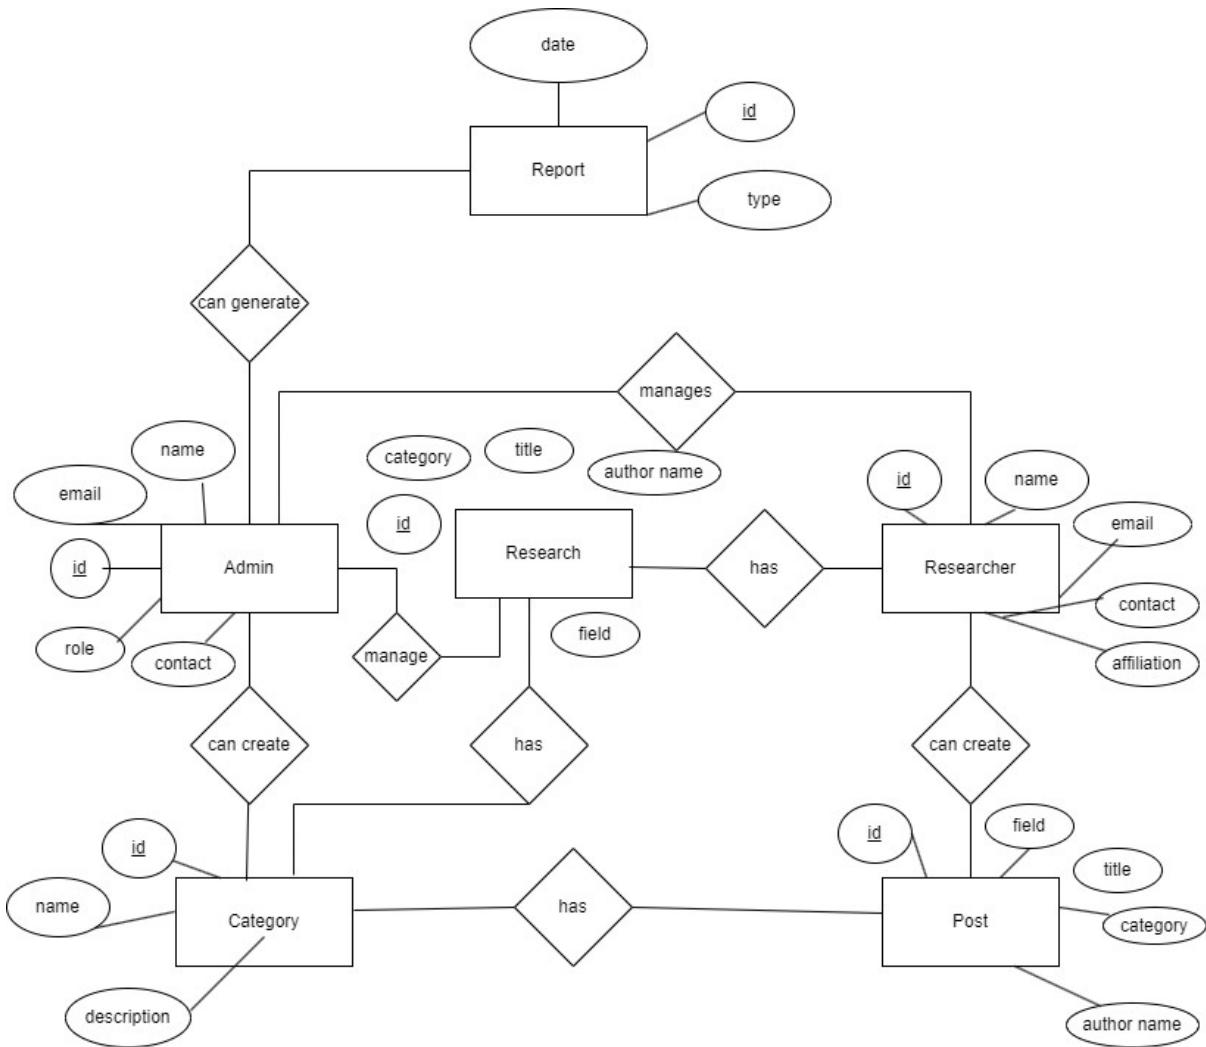 date
id
Report
type
can generate
manages
name
category
title
author name
id
name
email
id
email
Admin
Research
has
Researcher
id
contact
role
contact
manage
field
affiliation
can create
has
can create
id
id
field
title
name
Category
has
Post
category
description
author name